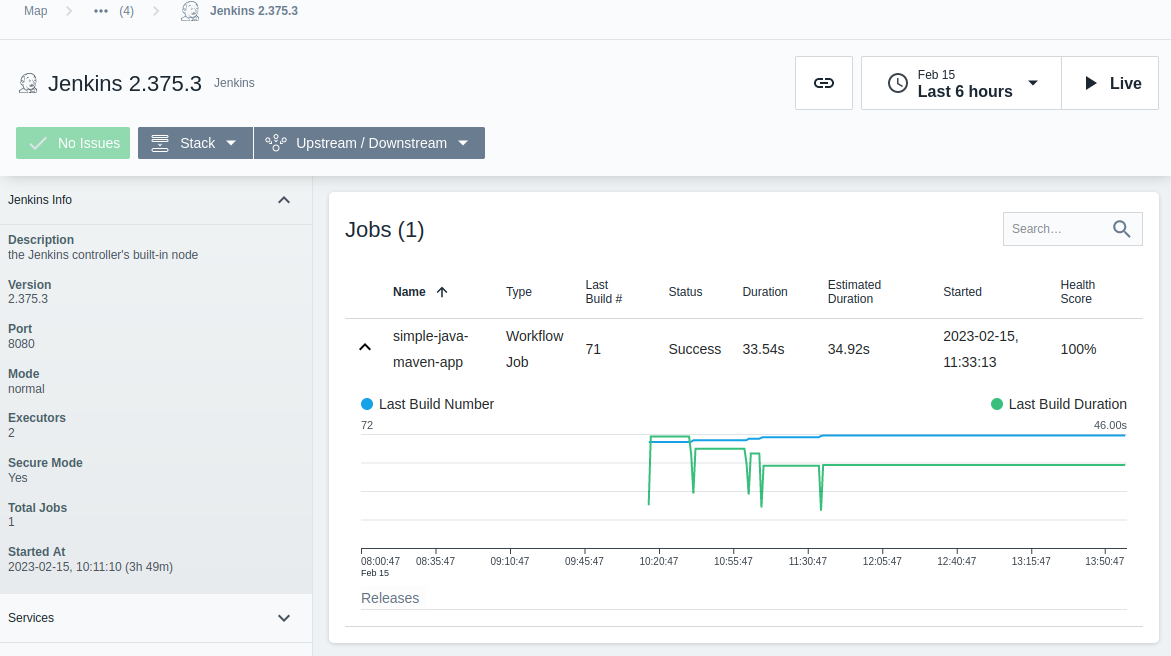 Map ••• (4) Jenkins 2.375.3
Jenkins 2.375.3 Jenkins
Feb 15
Last 6 hours
Live
No Issues Stack Upstream / Downstream
Jenkins Info
Description
the Jenkins controller's built-in node
Version
2.375.3
Port
8080
Mode
normal
Executors
2
Secure Mode
Yes
Total Jobs
1
Started At
2023-02-15, 10:11:10 (3h 49m)
Services
Jobs (1)
Search…
Name Type Last Build # Status Duration Estimated Duration Started Health Score
simple-java-maven-app Workflow Job 71 Success 33.54s 34.92s 2023-02-15, 11:33:13 100%
Last Build Number Last Build Duration
72 46.00s
08:00:47 08:35:47 09:10:47 09:45:47 10:20:47 10:55:47 11:30:47 12:05:47 12:40:47 13:15:47 13:50:47
Feb 15
Releases